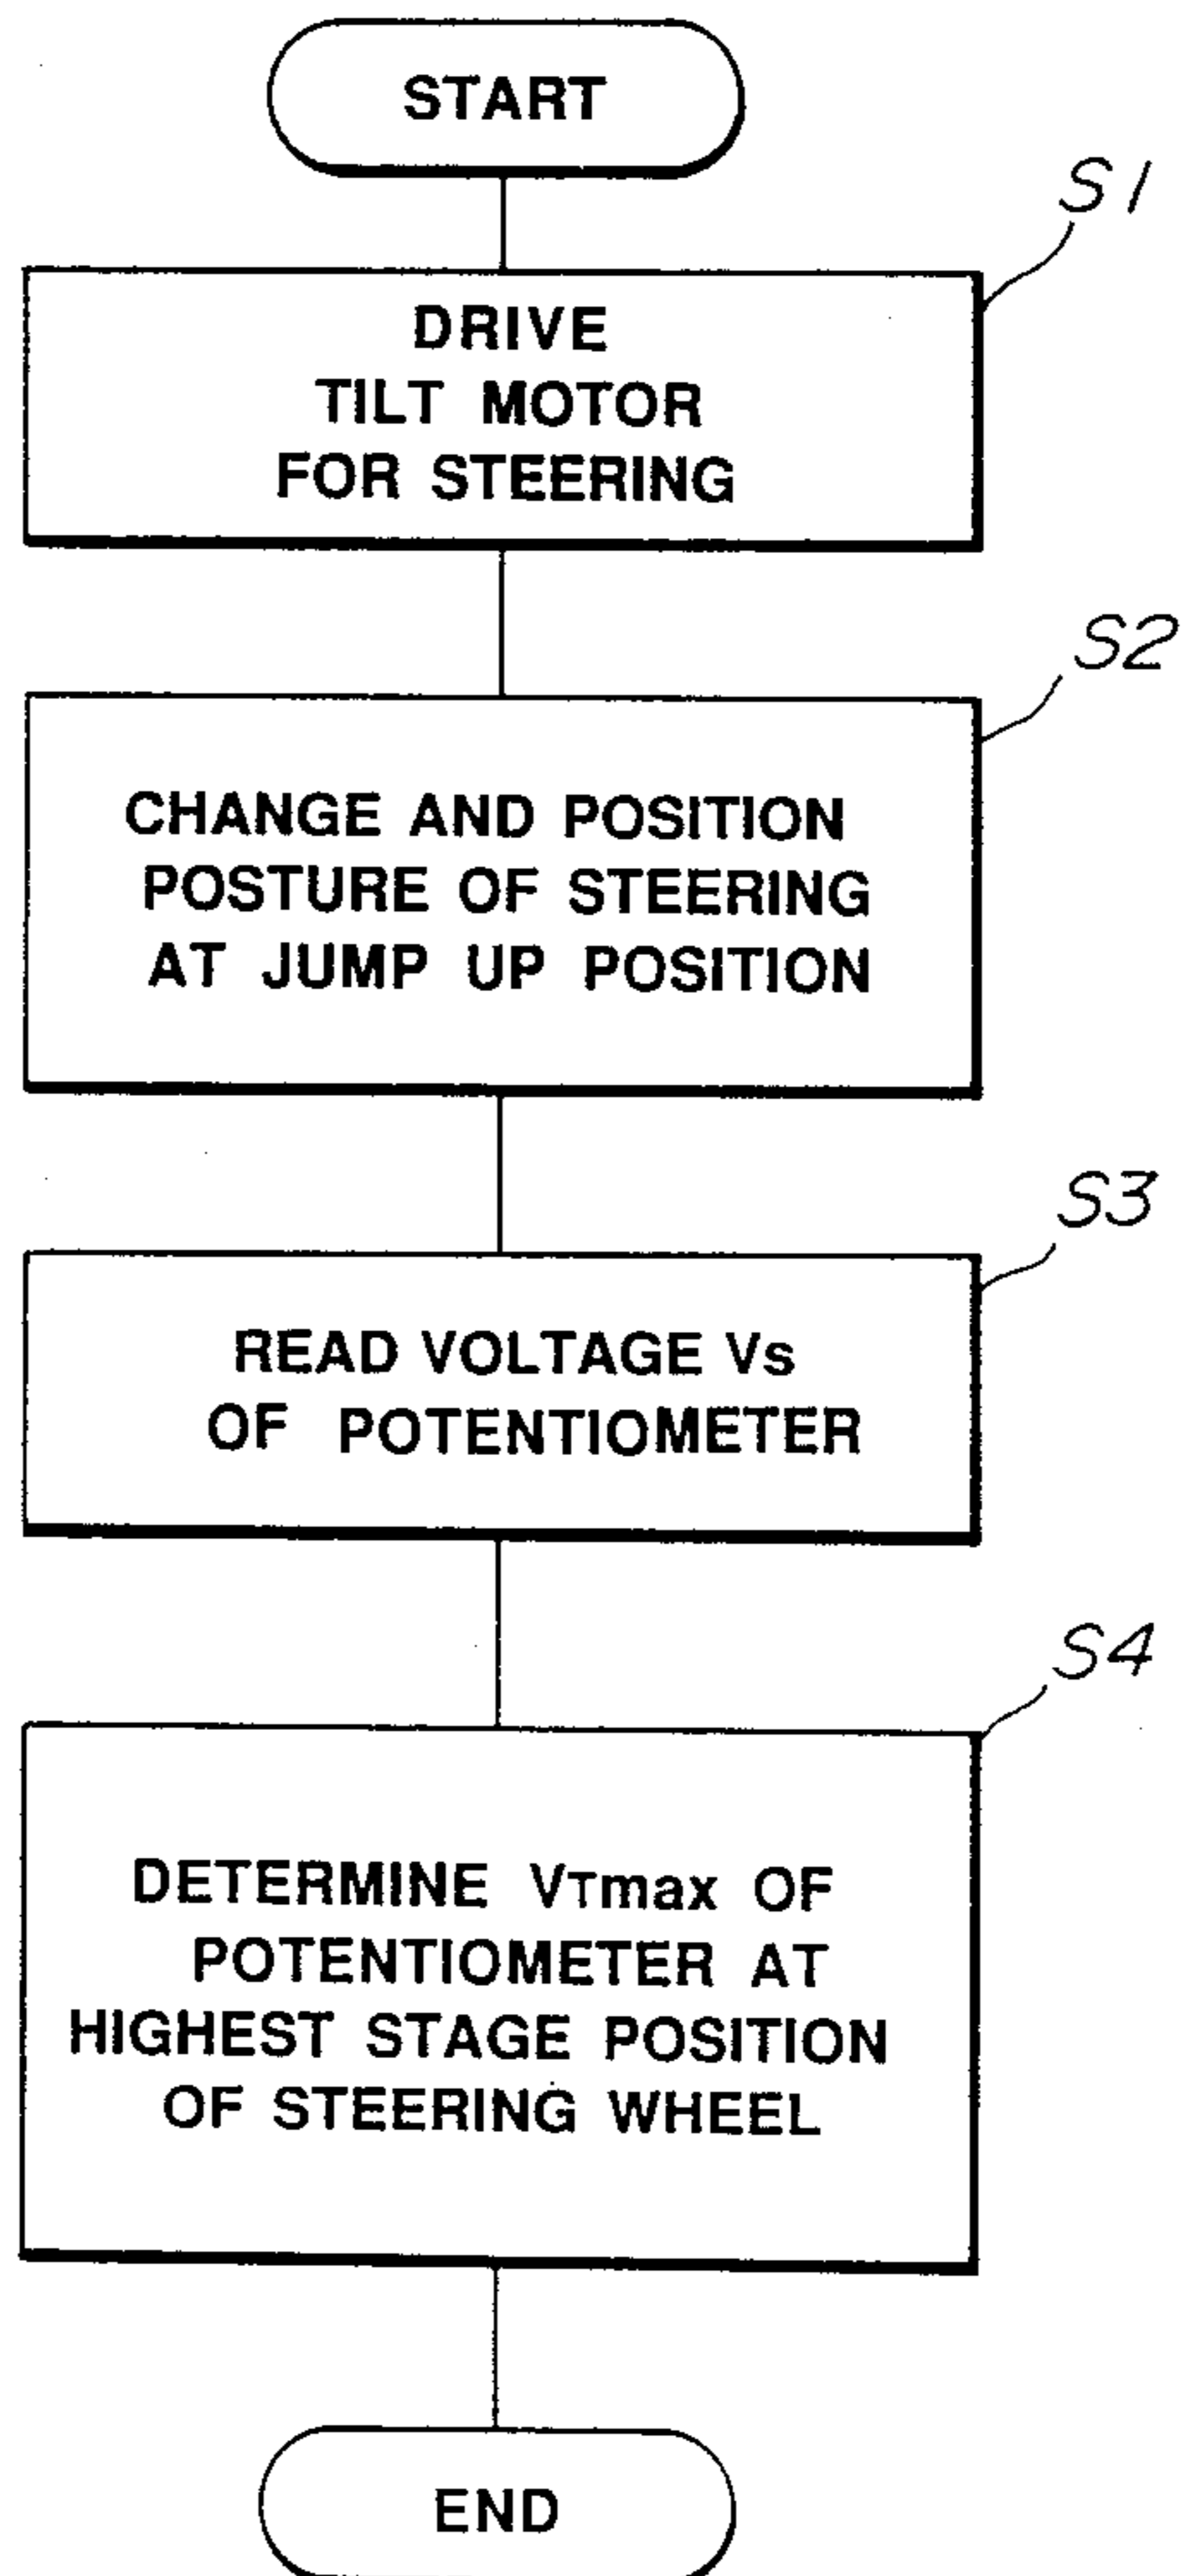 START
S1
DRIVE
TILT MOTOR
FOR STEERING
S2
CHANGE AND POSITION
POSTURE OF STEERING
AT JUMP UP POSITION
S3
READ VOLTAGE Vs
OF POTENTIOMETER
S4
DETERMINE VTmax OF
POTENTIOMETER AT
HIGHEST STAGE POSITION
OF STEERING WHEEL
END